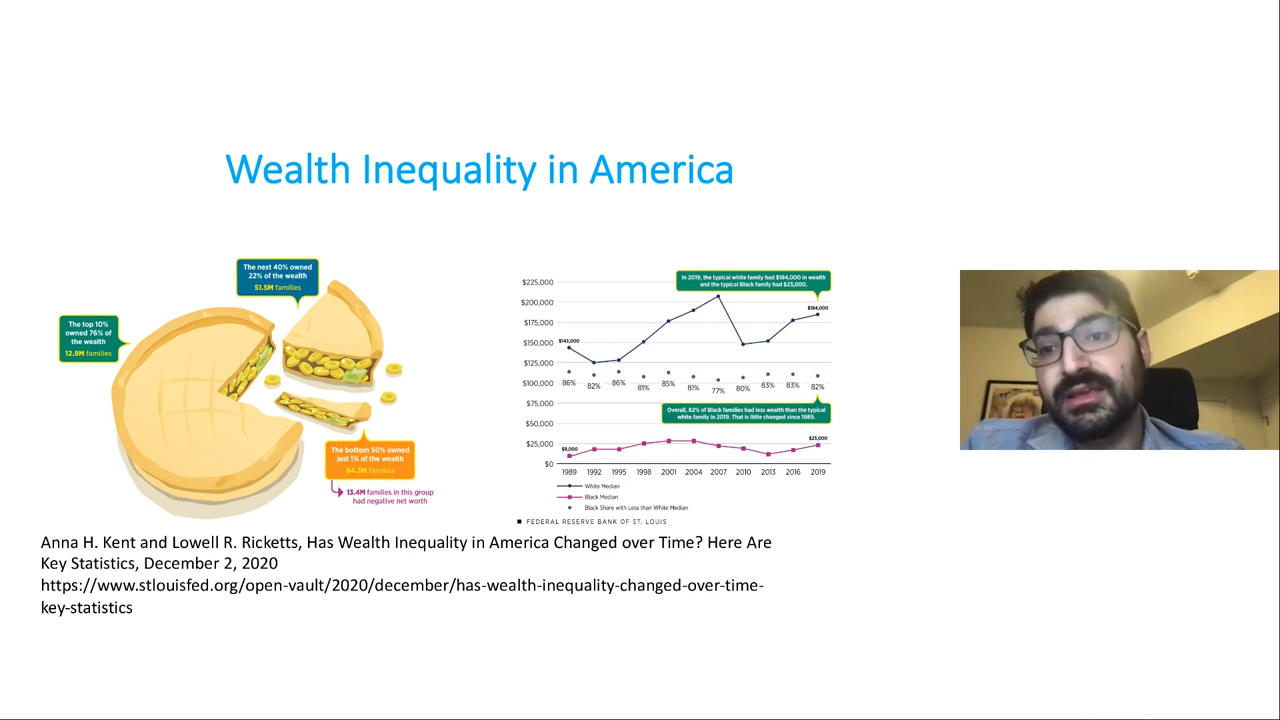 Wealth Inequality in America
The next 40% owned
22% of the wealth
51.5M families
The top 10%
owned 76% of
the wealth
12.9M families
The bottom 50% owned
just 1% of the wealth
64.3M families
13.4M families in this group
had negative net worth
In 2019, the typical white family had $184,000 in wealth
and the typical Black family had $23,000.
$225,000
$200,000
$175,000
$150,000
$125,000
$100,000
$75,000
$50,000
$25,000
$0
$143,000
$184,000
86% 82% 86% 81% 85% 81% 77% 80% 83% 83% 82%
Overall, 82% of Black families had less wealth than the typical
white family in 2019. That is little changed since 1989.
$9,000
$23,000
1989 1992 1995 1998 2001 2004 2007 2010 2013 2016 2019
White Median
Black Median
Black Share with Less than White Median
FEDERAL RESERVE BANK OF ST. LOUIS
Anna H. Kent and Lowell R. Ricketts, Has Wealth Inequality in America Changed over Time? Here Are
Key Statistics, December 2, 2020
https://www.stlouisfed.org/open-vault/2020/december/has-wealth-inequality-changed-over-time-
key-statistics